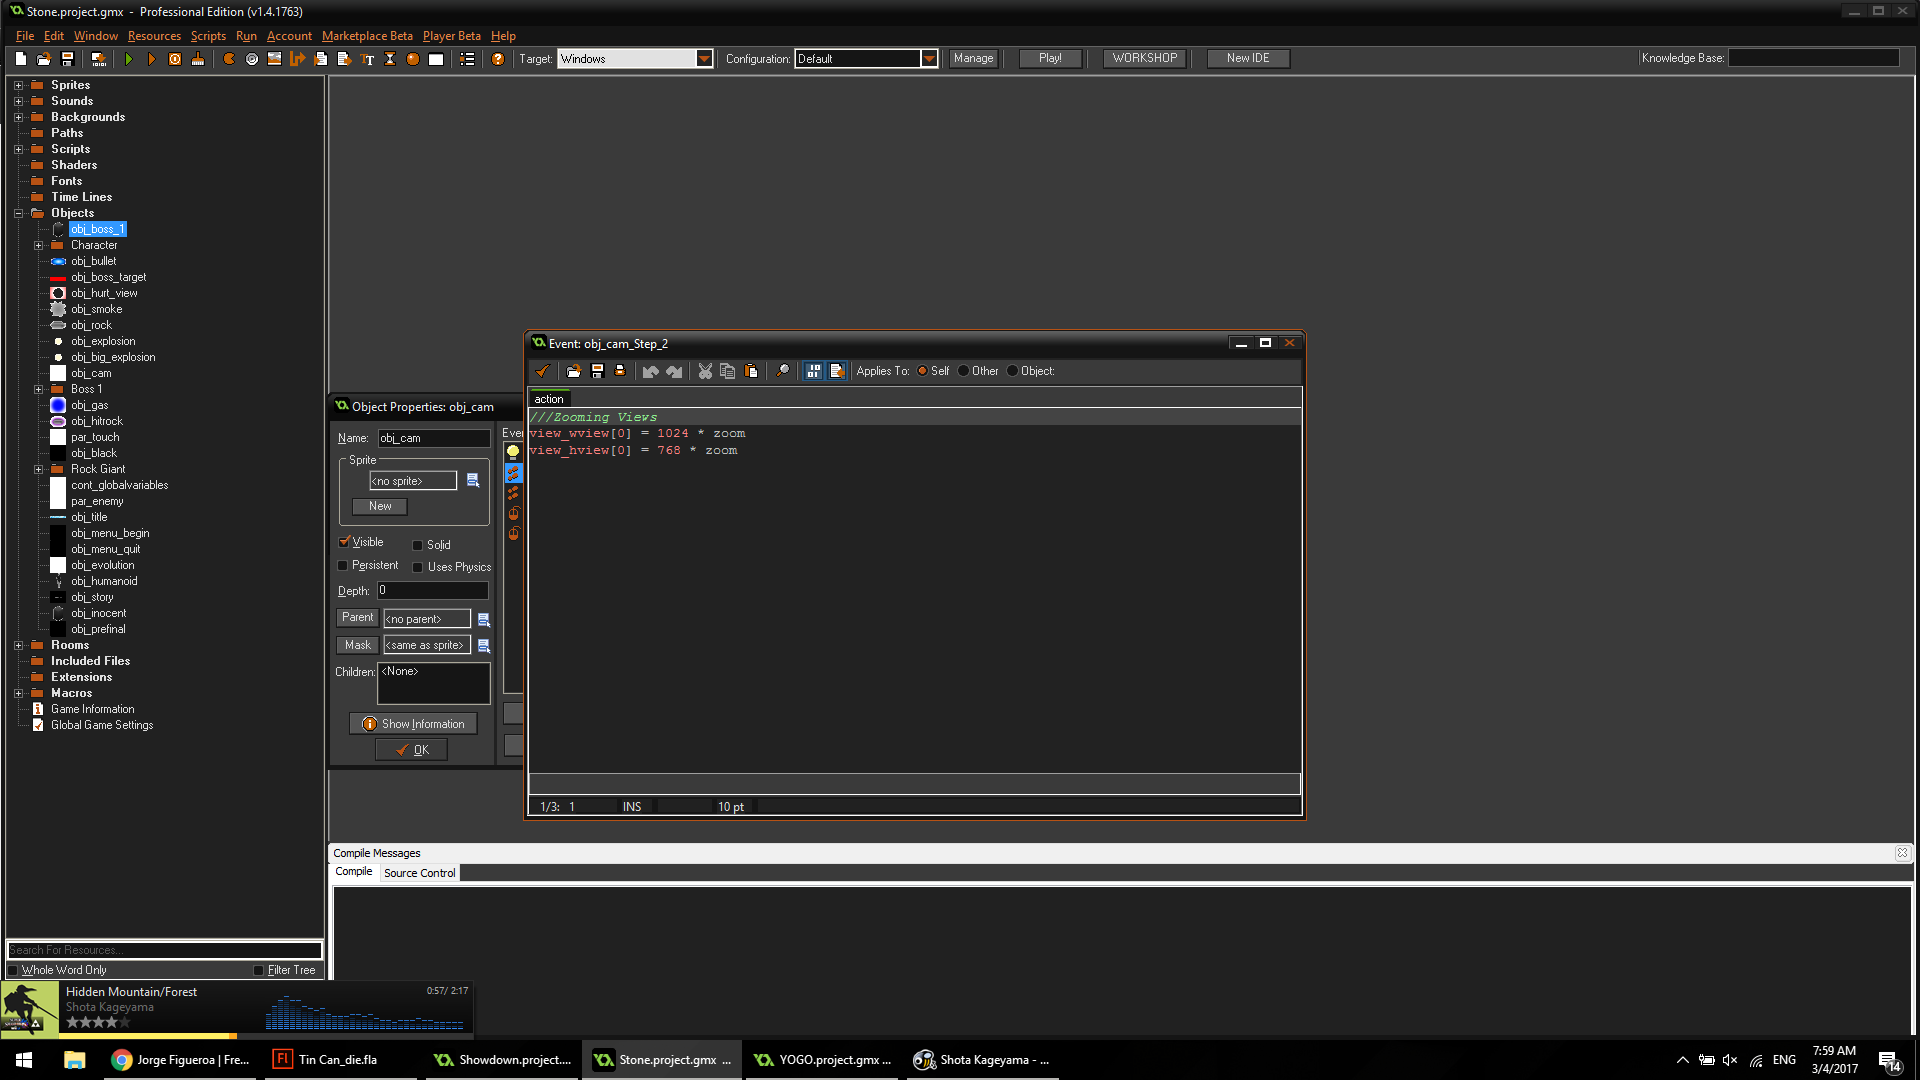 Stone.project.gmx - Professional Edition (v1.4.1763)
File Edit Window Resources Scripts Run Account Marketplace Beta Player Beta Help
Target: Windows Configuration: Default Manage Play! WORKSHOP New IDE Knowledge Base:
Sprites
Sounds
Backgrounds
Paths
Scripts
Shaders
Fonts
Time Lines
Objects
obj_boss_1
Character
obj_bullet
obj_boss_target
obj_hurt_view
obj_smoke
obj_rock
obj_explosion
obj_big_explosion
obj_cam
Boss 1
obj_gas
obj_hitrock
par_touch
obj_black
Rock Giant
cont_globalvariables
par_enemy
obj_title
obj_menu_begin
obj_menu_quit
obj_evolution
obj_humanoid
obj_story
obj_inocent
obj_prefinal
Rooms
Included Files
Extensions
Macros
Game Information
Global Game Settings
Search For Resources...
Whole Word Only Filter Tree
Object Properties: obj_cam
Name: obj_cam
Sprite
<no sprite>
New
Visible Solid
Persistent Uses Physics
Depth: 0
Parent <no parent>
Mask <same as sprite>
Children: <None>
Show Information
OK
Event: obj_cam_Step_2
Applies To: Self Other Object:
action
///Zooming Views
view_wview[0] = 1024 * zoom
view_hview[0] = 768 * zoom
1/3: 1 INS 10 pt
Compile Messages
Compile Source Control
Hidden Mountain/Forest 0:57/ 2:17
Shota Kageyama
Jorge Figueroa | Fre... Tin Can_die.fla Showdown.project.... Stone.project.gmx ... YOGO.project.gmx ... Shota Kageyama - ...
ENG 7:59 AM
3/4/2017
14